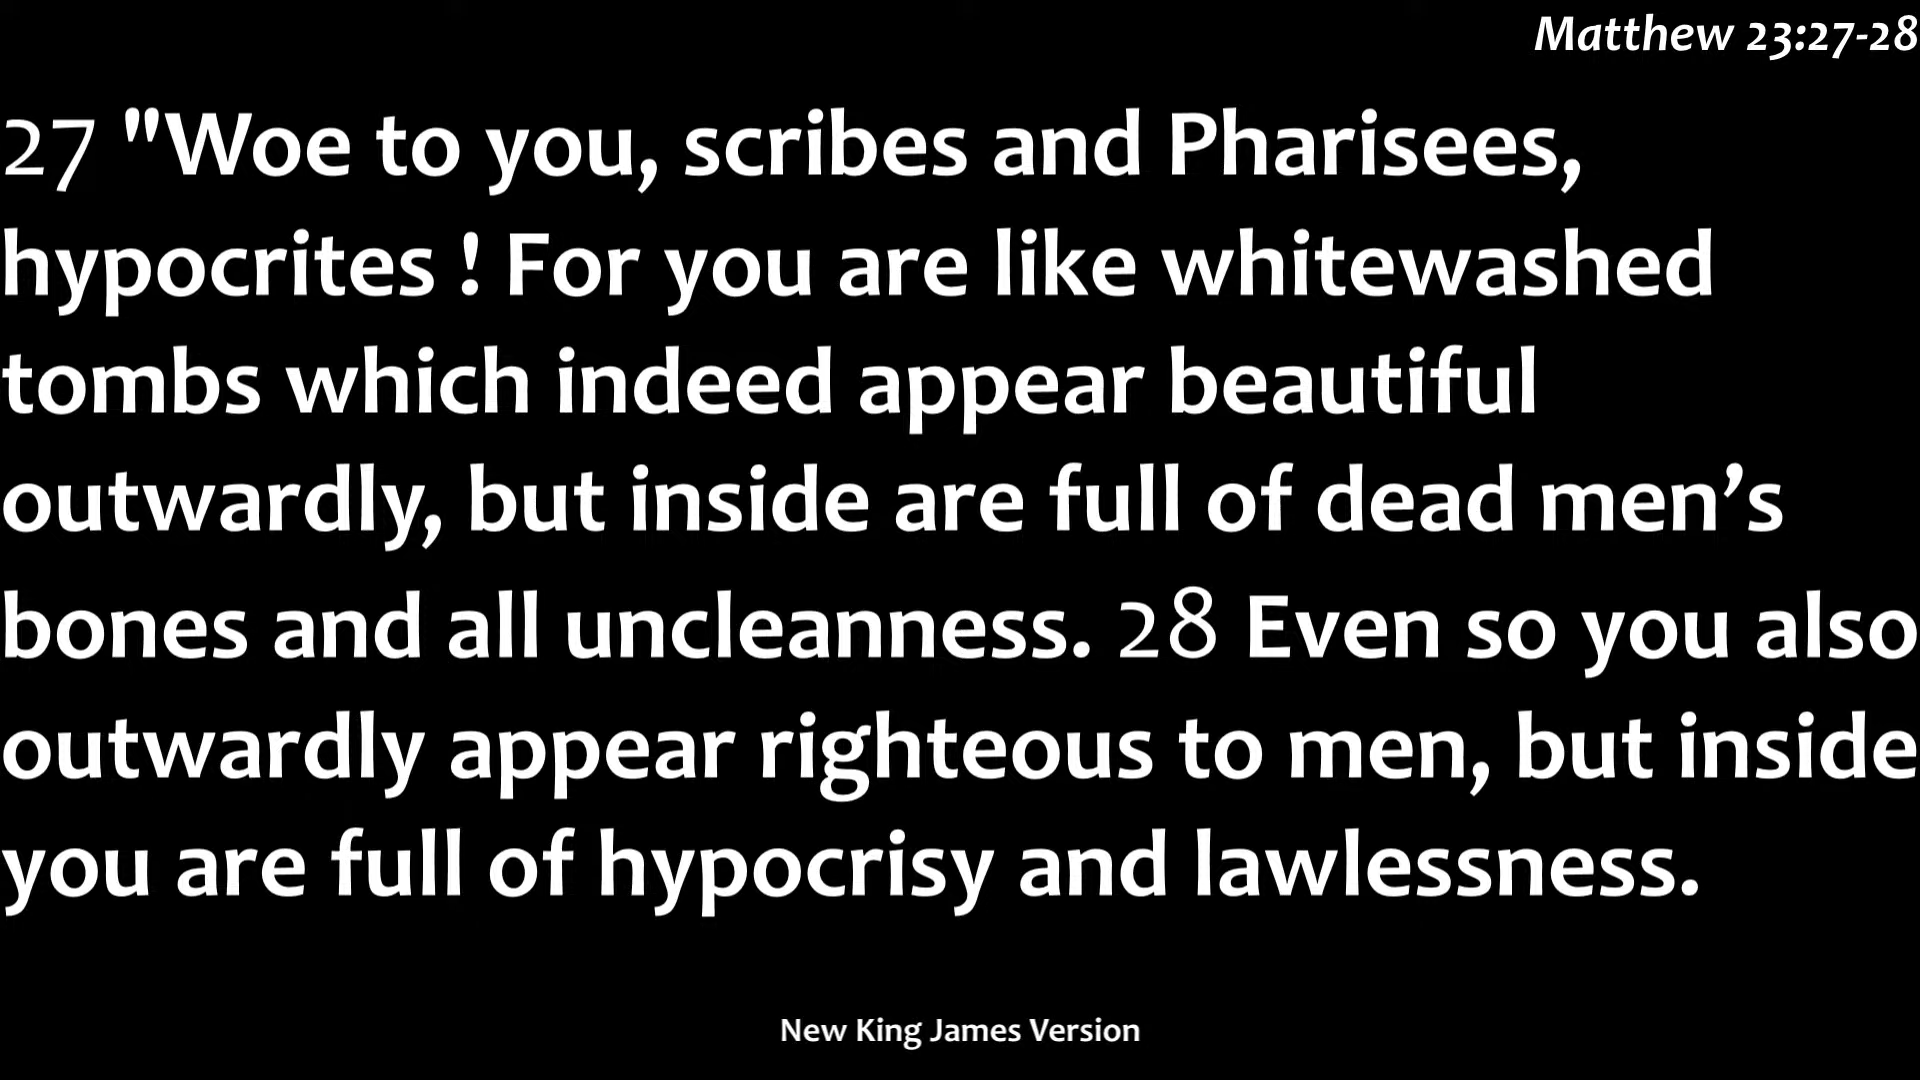 Matthew 23:27-28
27 "Woe to you, scribes and Pharisees,
hypocrites ! For you are like whitewashed
tombs which indeed appear beautiful
outwardly, but inside are full of dead men’s
bones and all uncleanness. 28 Even so you also
outwardly appear righteous to men, but inside
you are full of hypocrisy and lawlessness.
New King James Version